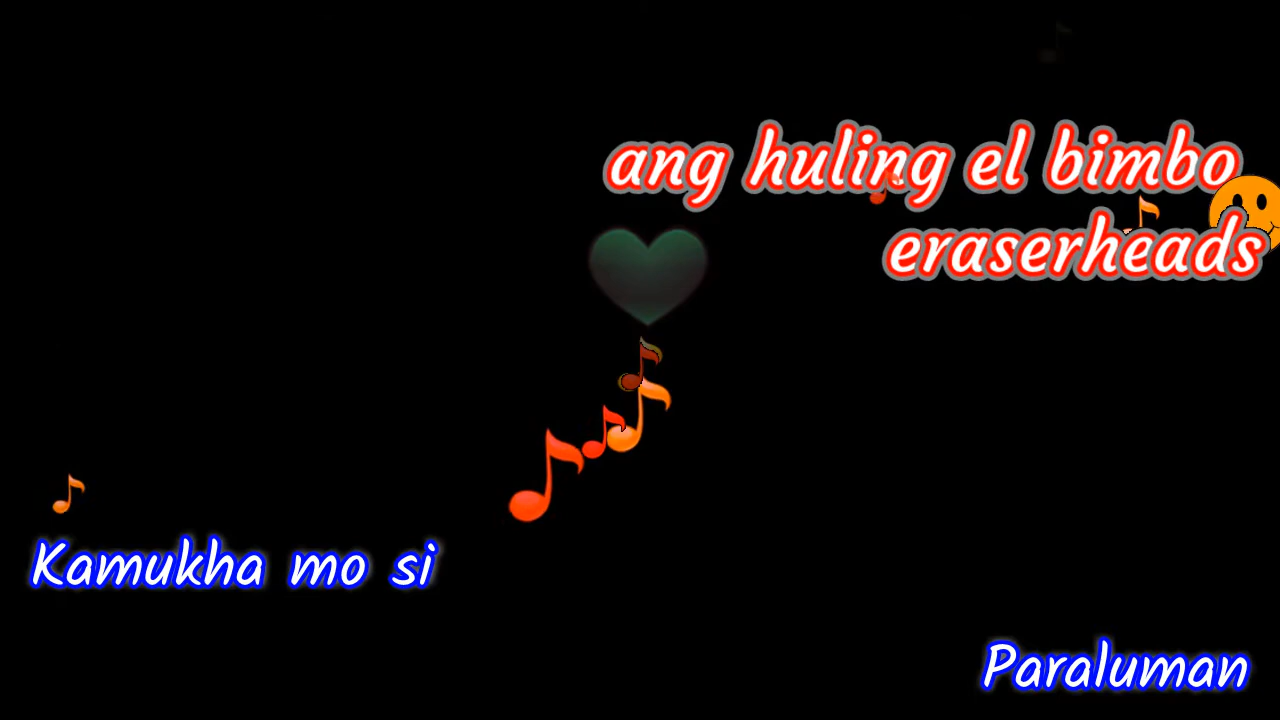 ang huling el bimbo
eraserheads
Kamukha mo si
Paraluman